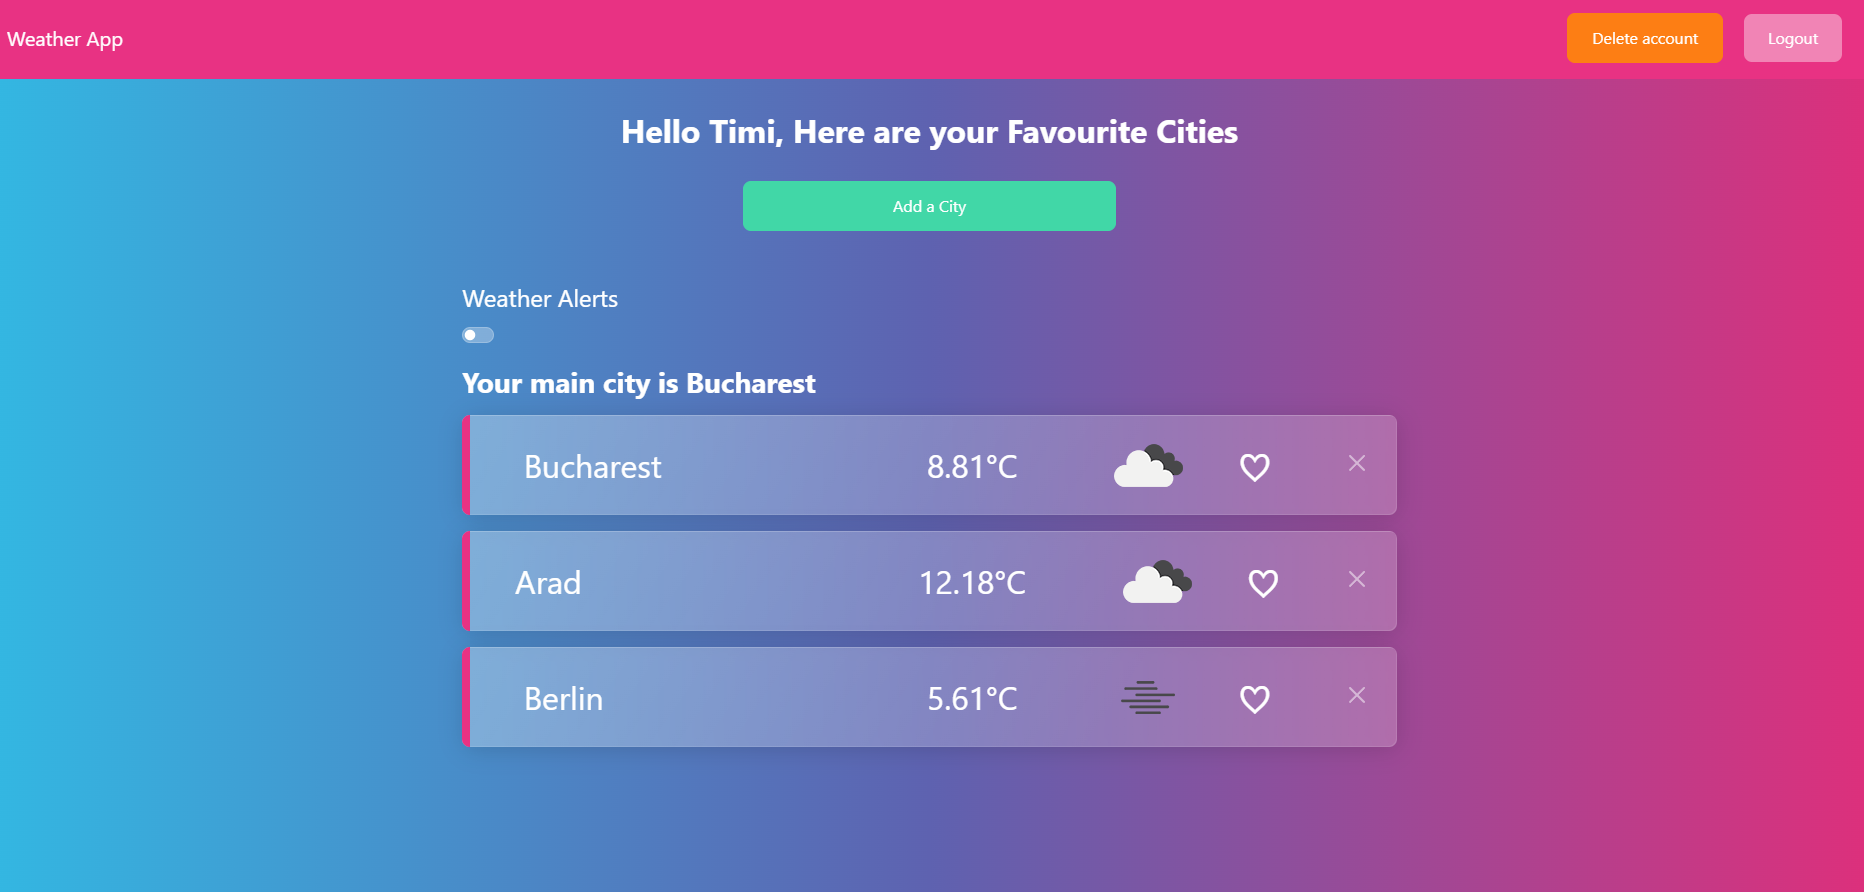 Weather App
Delete account
Logout
Hello Timi, Here are your Favourite Cities
Add a City
Weather Alerts
Your main city is Bucharest
Bucharest 8.81°C
Arad 12.18°C
Berlin 5.61°C